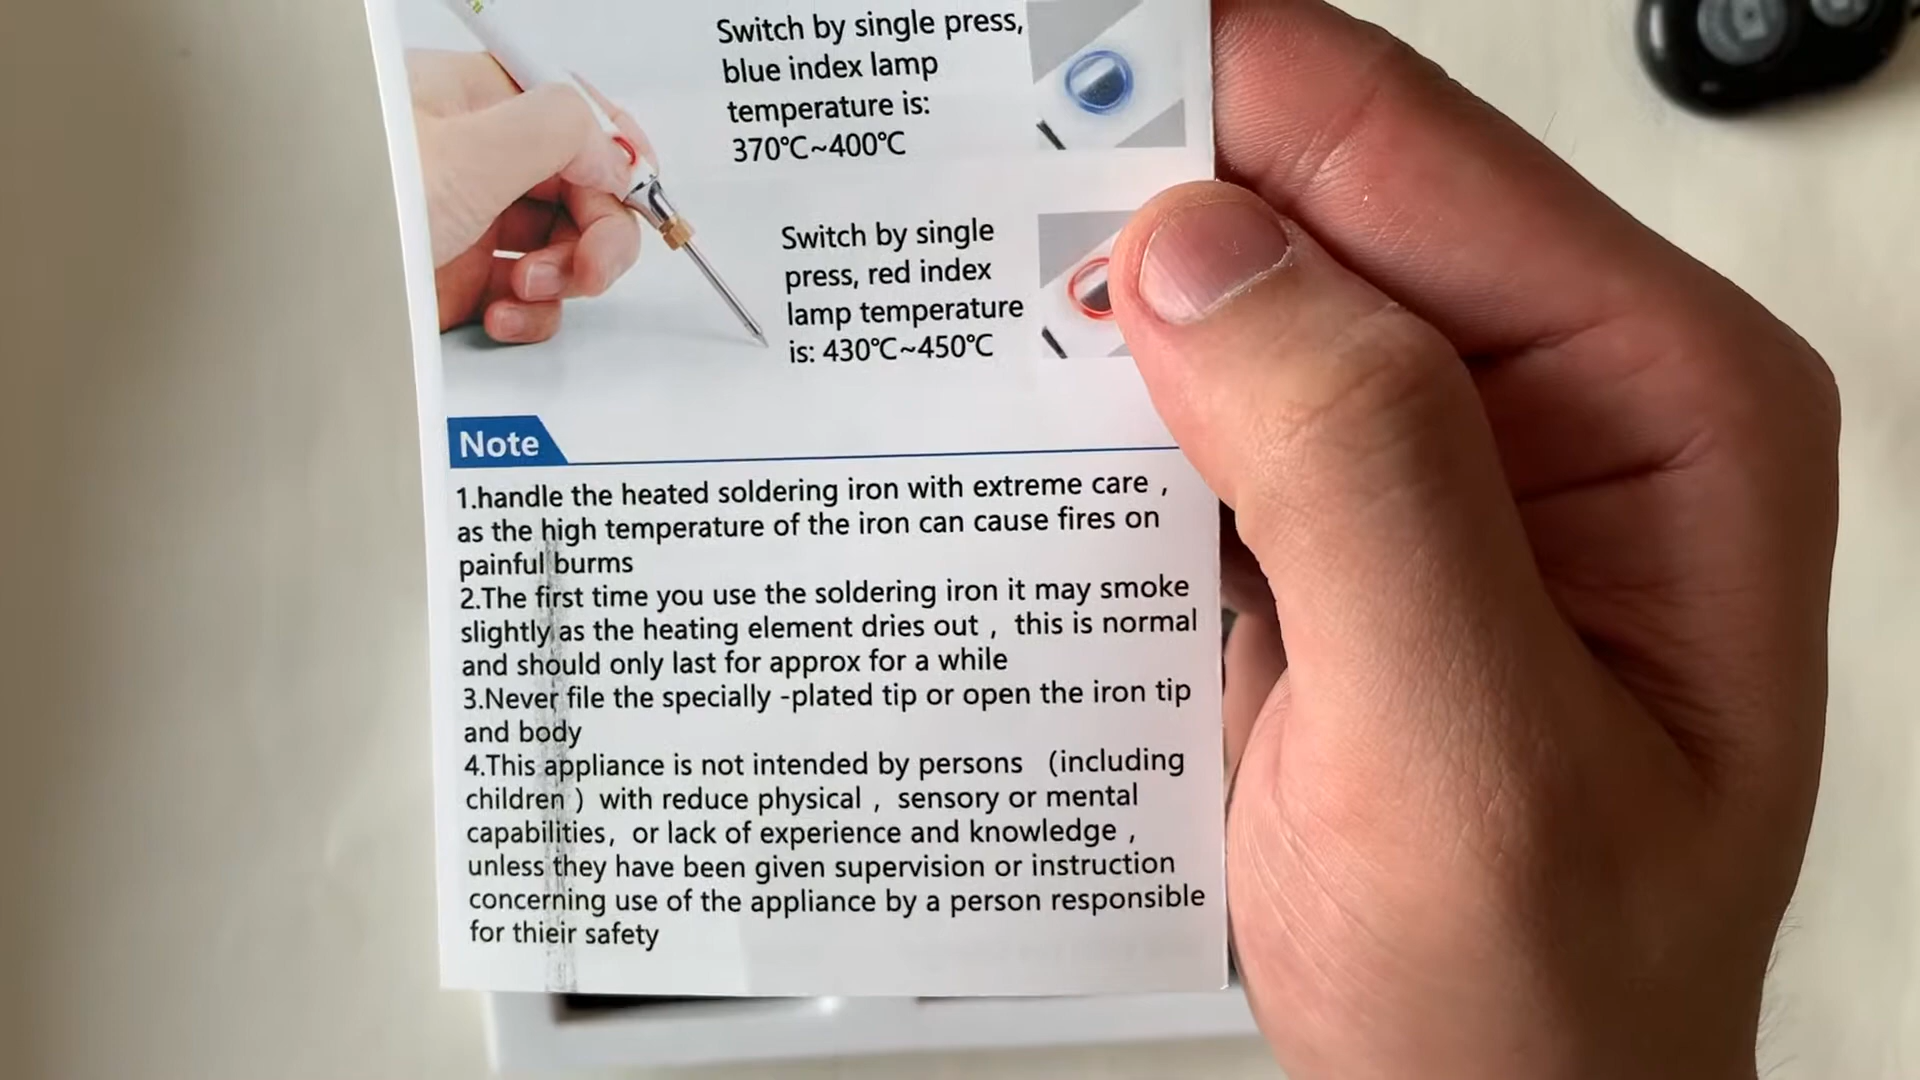 Switch by single press,
blue index lamp
temperature is:
370℃~400℃
Switch by single
press, red index
lamp temperature
is: 430℃~450℃
Note
1.handle the heated soldering iron with extreme care ,
as the high temperature of the iron can cause fires on
painful burms
2.The first time you use the soldering iron it may smoke
slightly as the heating element dries out , this is normal
and should only last for approx for a while
3.Never file the specially -plated tip or open the iron tip
and body
4.This appliance is not intended by persons (including
children ) with reduce physical , sensory or mental
capabilities, or lack of experience and knowledge ,
unless they have been given supervision or instruction
concerning use of the appliance by a person responsible
for thieir safety